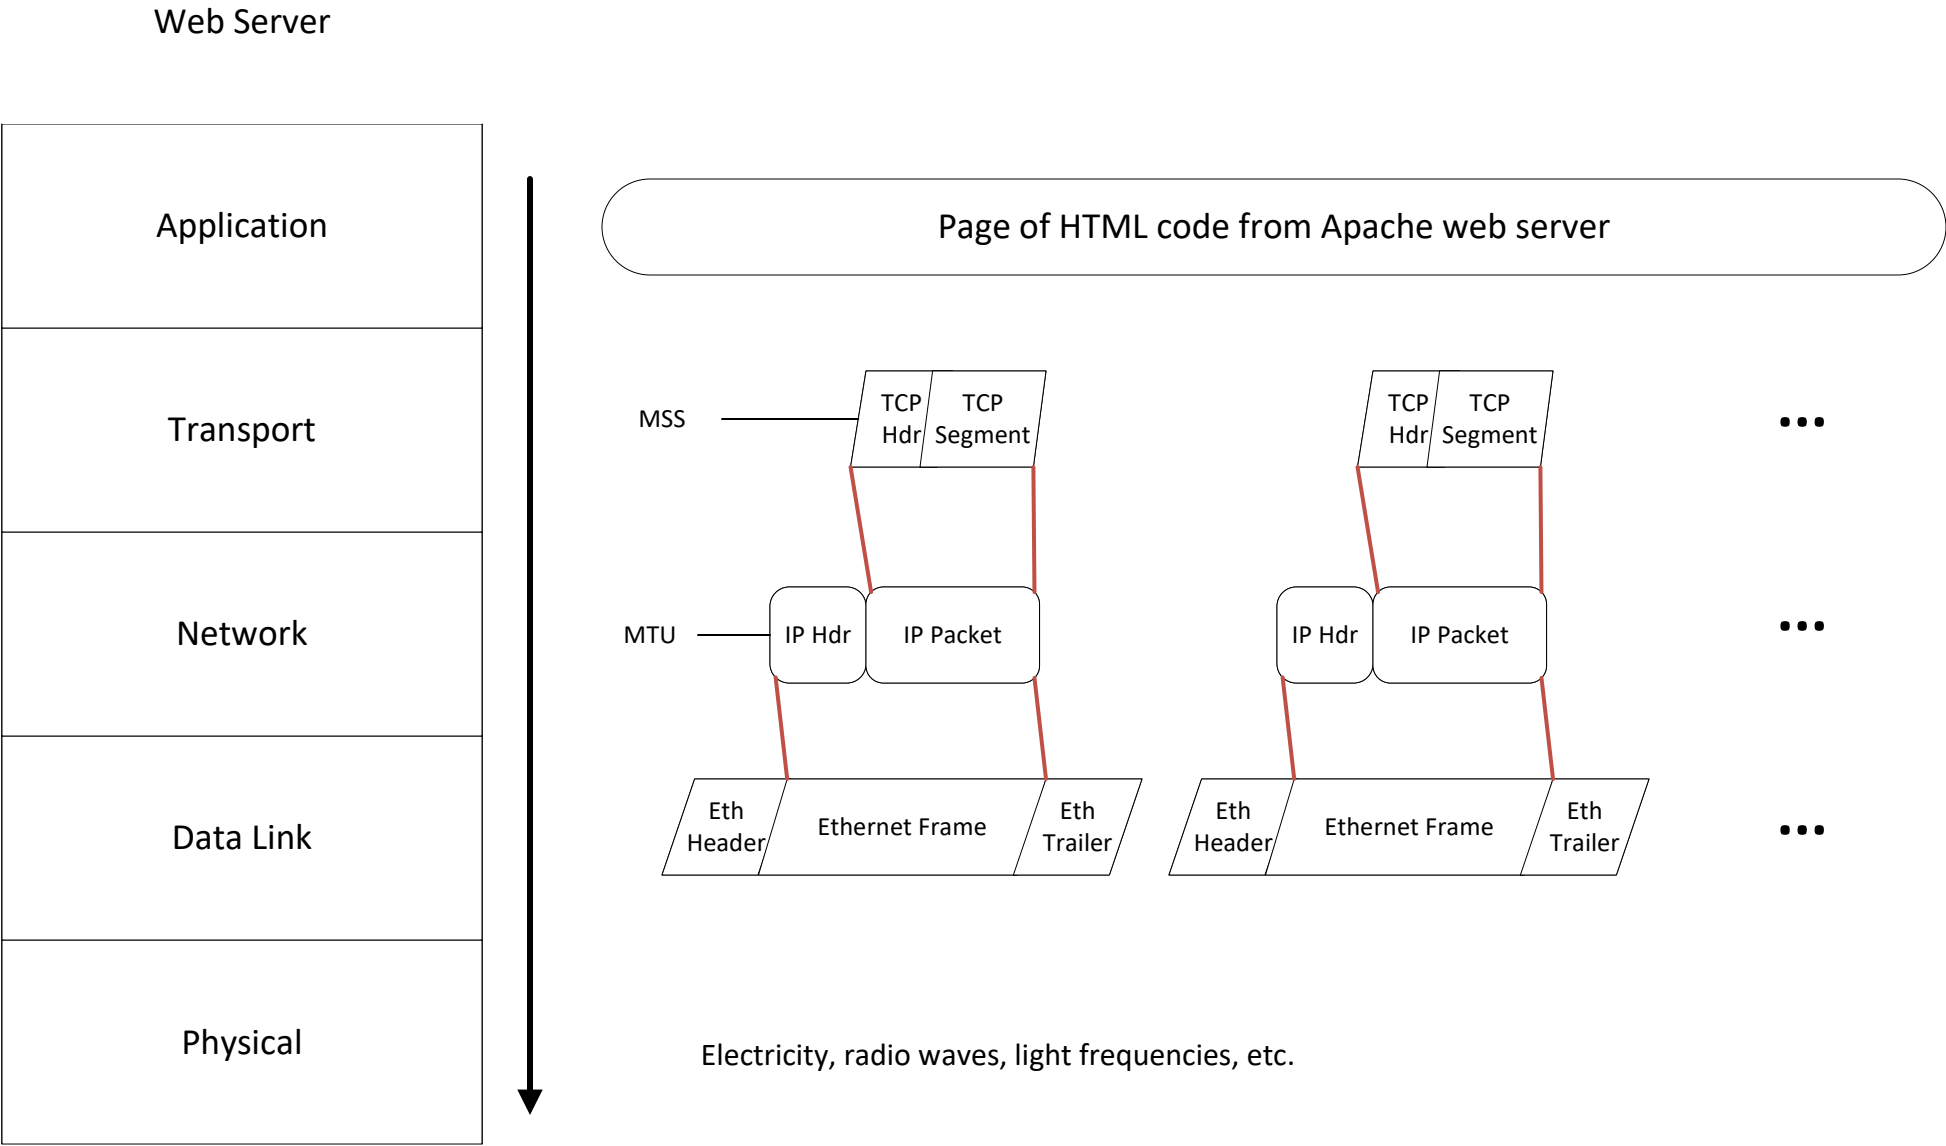 Web Server
Application
Page of HTML code from Apache web server
Transport
MSS
TCP
Hdr
TCP
Segment
TCP
Hdr
TCP
Segment
...
Network
MTU
IP Hdr
IP Packet
IP Hdr
IP Packet
...
Data Link
Eth
Header
Ethernet Frame
Eth
Trailer
Eth
Header
Ethernet Frame
Eth
Trailer
...
Physical
Electricity, radio waves, light frequencies, etc.